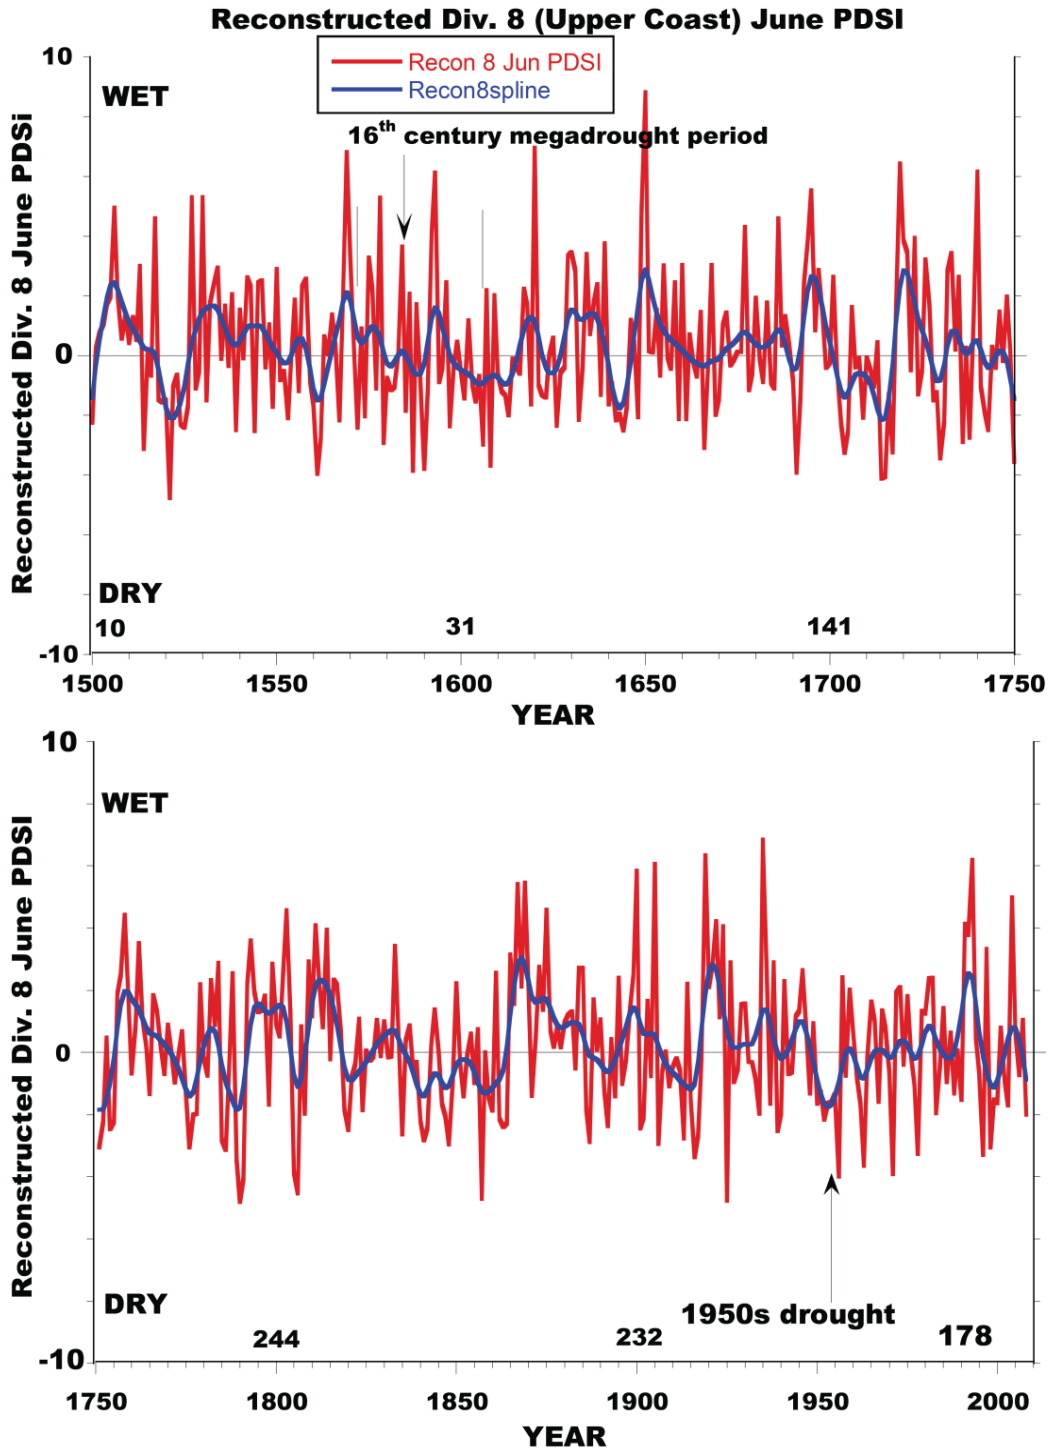 Reconstructed Div. 8 (Upper Coast) June PDSI
Recon 8 Jun PDSI
Recon8spline
10
WET
16th century megadrought period
Reconstructed Div. 8 June PDSi
0
DRY
10
31
141
-10
1500
1550
1600
1650
1700
1750
YEAR
10
WET
Reconstructed Div. 8 June PDSI
0
DRY
1950s drought
244
232
178
-10
1750
1800
1850
1900
1950
2000
YEAR